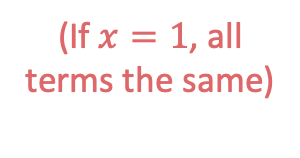 (If x = 1, all
terms the same)